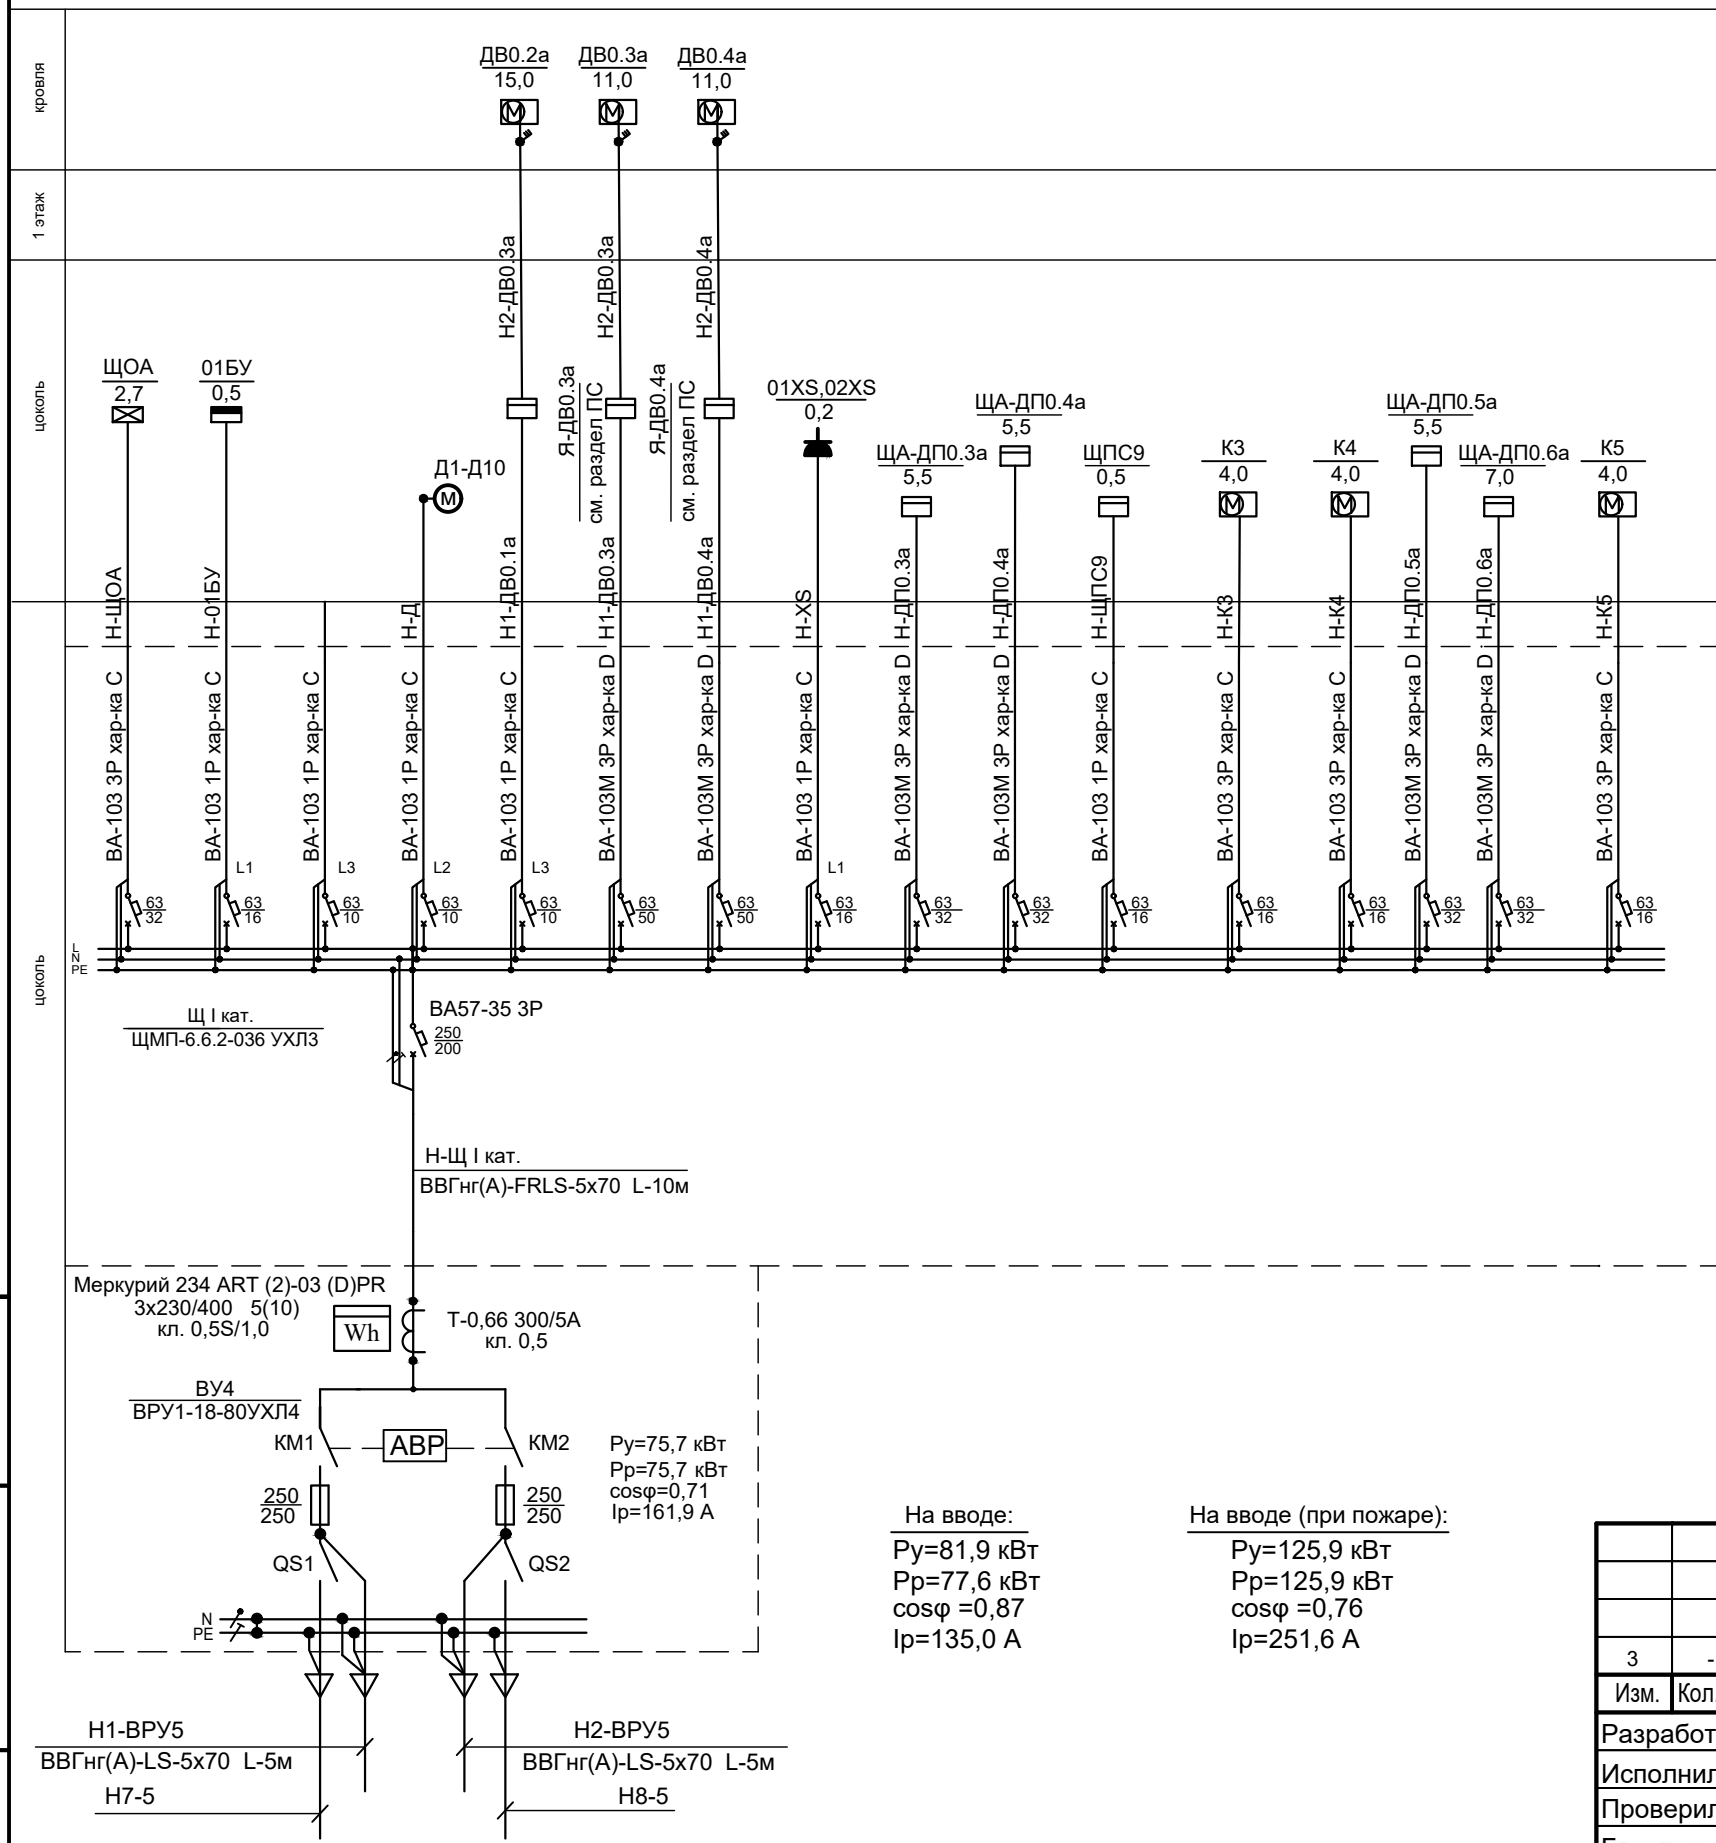 кровля
ДВ0.2а
15,0
ДВ0.3а
11,0
ДВ0.4а
11,0
М
М
М
1 этаж
Н2-ДВ0.3а
Н2-ДВ0.3а
Н2-ДВ0.4а
цоколь
ЩОА
2,7
01БУ
0,5
Д1-Д10
М
Я-ДВ0.3а
см. раздел ПС
Я-ДВ0.4а
см. раздел ПС
01XS,02XS
0,2
ЩА-ДП0.3а
5,5
ЩА-ДП0.4а
5,5
ЩПС9
0,5
К3
4,0
М
К4
4,0
М
ЩА-ДП0.5а
5,5
ЩА-ДП0.6а
7,0
К5
4,0
М
Н-ЩОА
Н-01БУ
Н-Д
Н1-ДВ0.1а
Н1-ДВ0.3а
Н1-ДВ0.4а
Н-XS
Н-ДП0.3а
Н-ДП0.4а
Н-ЩПС9
Н-К3
Н-К4
Н-ДП0.5а
Н-ДП0.6а
Н-К5
ВА-103 3Р хар-ка С
ВА-103 1Р хар-ка С
ВА-103 1Р хар-ка С
ВА-103 1Р хар-ка С
ВА-103 1Р хар-ка С
ВА-103М 3Р хар-ка D
ВА-103М 3Р хар-ка D
ВА-103 1Р хар-ка С
ВА-103М 3Р хар-ка D
ВА-103М 3Р хар-ка D
ВА-103 1Р хар-ка С
ВА-103 3Р хар-ка С
ВА-103 3Р хар-ка С
ВА-103М 3Р хар-ка D
ВА-103М 3Р хар-ка D
ВА-103 3Р хар-ка С
L1
L3
L2
L3
L1
63
32
63
16
63
10
63
10
63
10
63
50
63
50
63
16
63
32
63
32
63
16
63
16
63
16
63
32
63
32
63
16
L
N
PE
цоколь
Щ I кат.
ЩМП-6.6.2-036 УХЛ3
ВА57-35 3Р
250
200
Н-Щ I кат.
ВВГнг(А)-FRLS-5х70 L-10м
Меркурий 234 ART (2)-03 (D)PR
3х230/400 5(10)
кл. 0,5S/1,0
Wh
Т-0,66 300/5А
кл. 0,5
ВУ4
ВРУ1-18-80УХЛ4
КМ1
АВР
КМ2
Ру=75,7 кВт
Рр=75,7 кВт
cosφ=0,71
Iр=161,9 А
250
250
250
250
QS1
QS2
N
PE
На вводе:
Ру=81,9 кВт
Рр=77,6 кВт
cosφ =0,87
Iр=135,0 А
На вводе (при пожаре):
Ру=125,9 кВт
Рр=125,9 кВт
cosφ =0,76
Iр=251,6 А
Н1-ВРУ5
ВВГнг(А)-LS-5х70 L-5м
Н2-ВРУ5
ВВГнг(А)-LS-5х70 L-5м
Н7-5
Н8-5
3 -
Изм. Кол.
Разработ
Исполнил
Проверил